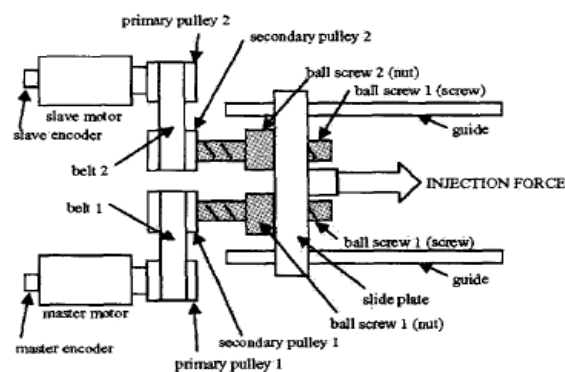 primary pulley 2
secondary pulley 2
ball screw 2 (nut)
ball screw 1 (screw)
slave motor
slave encoder
guide
belt 2
INJECTION FORCE
belt 1
ball screw 1 (screw)
guide
slide plate
master motor
ball screw 1 (nut)
secondary pulley 1
master encoder
primary pulley 1